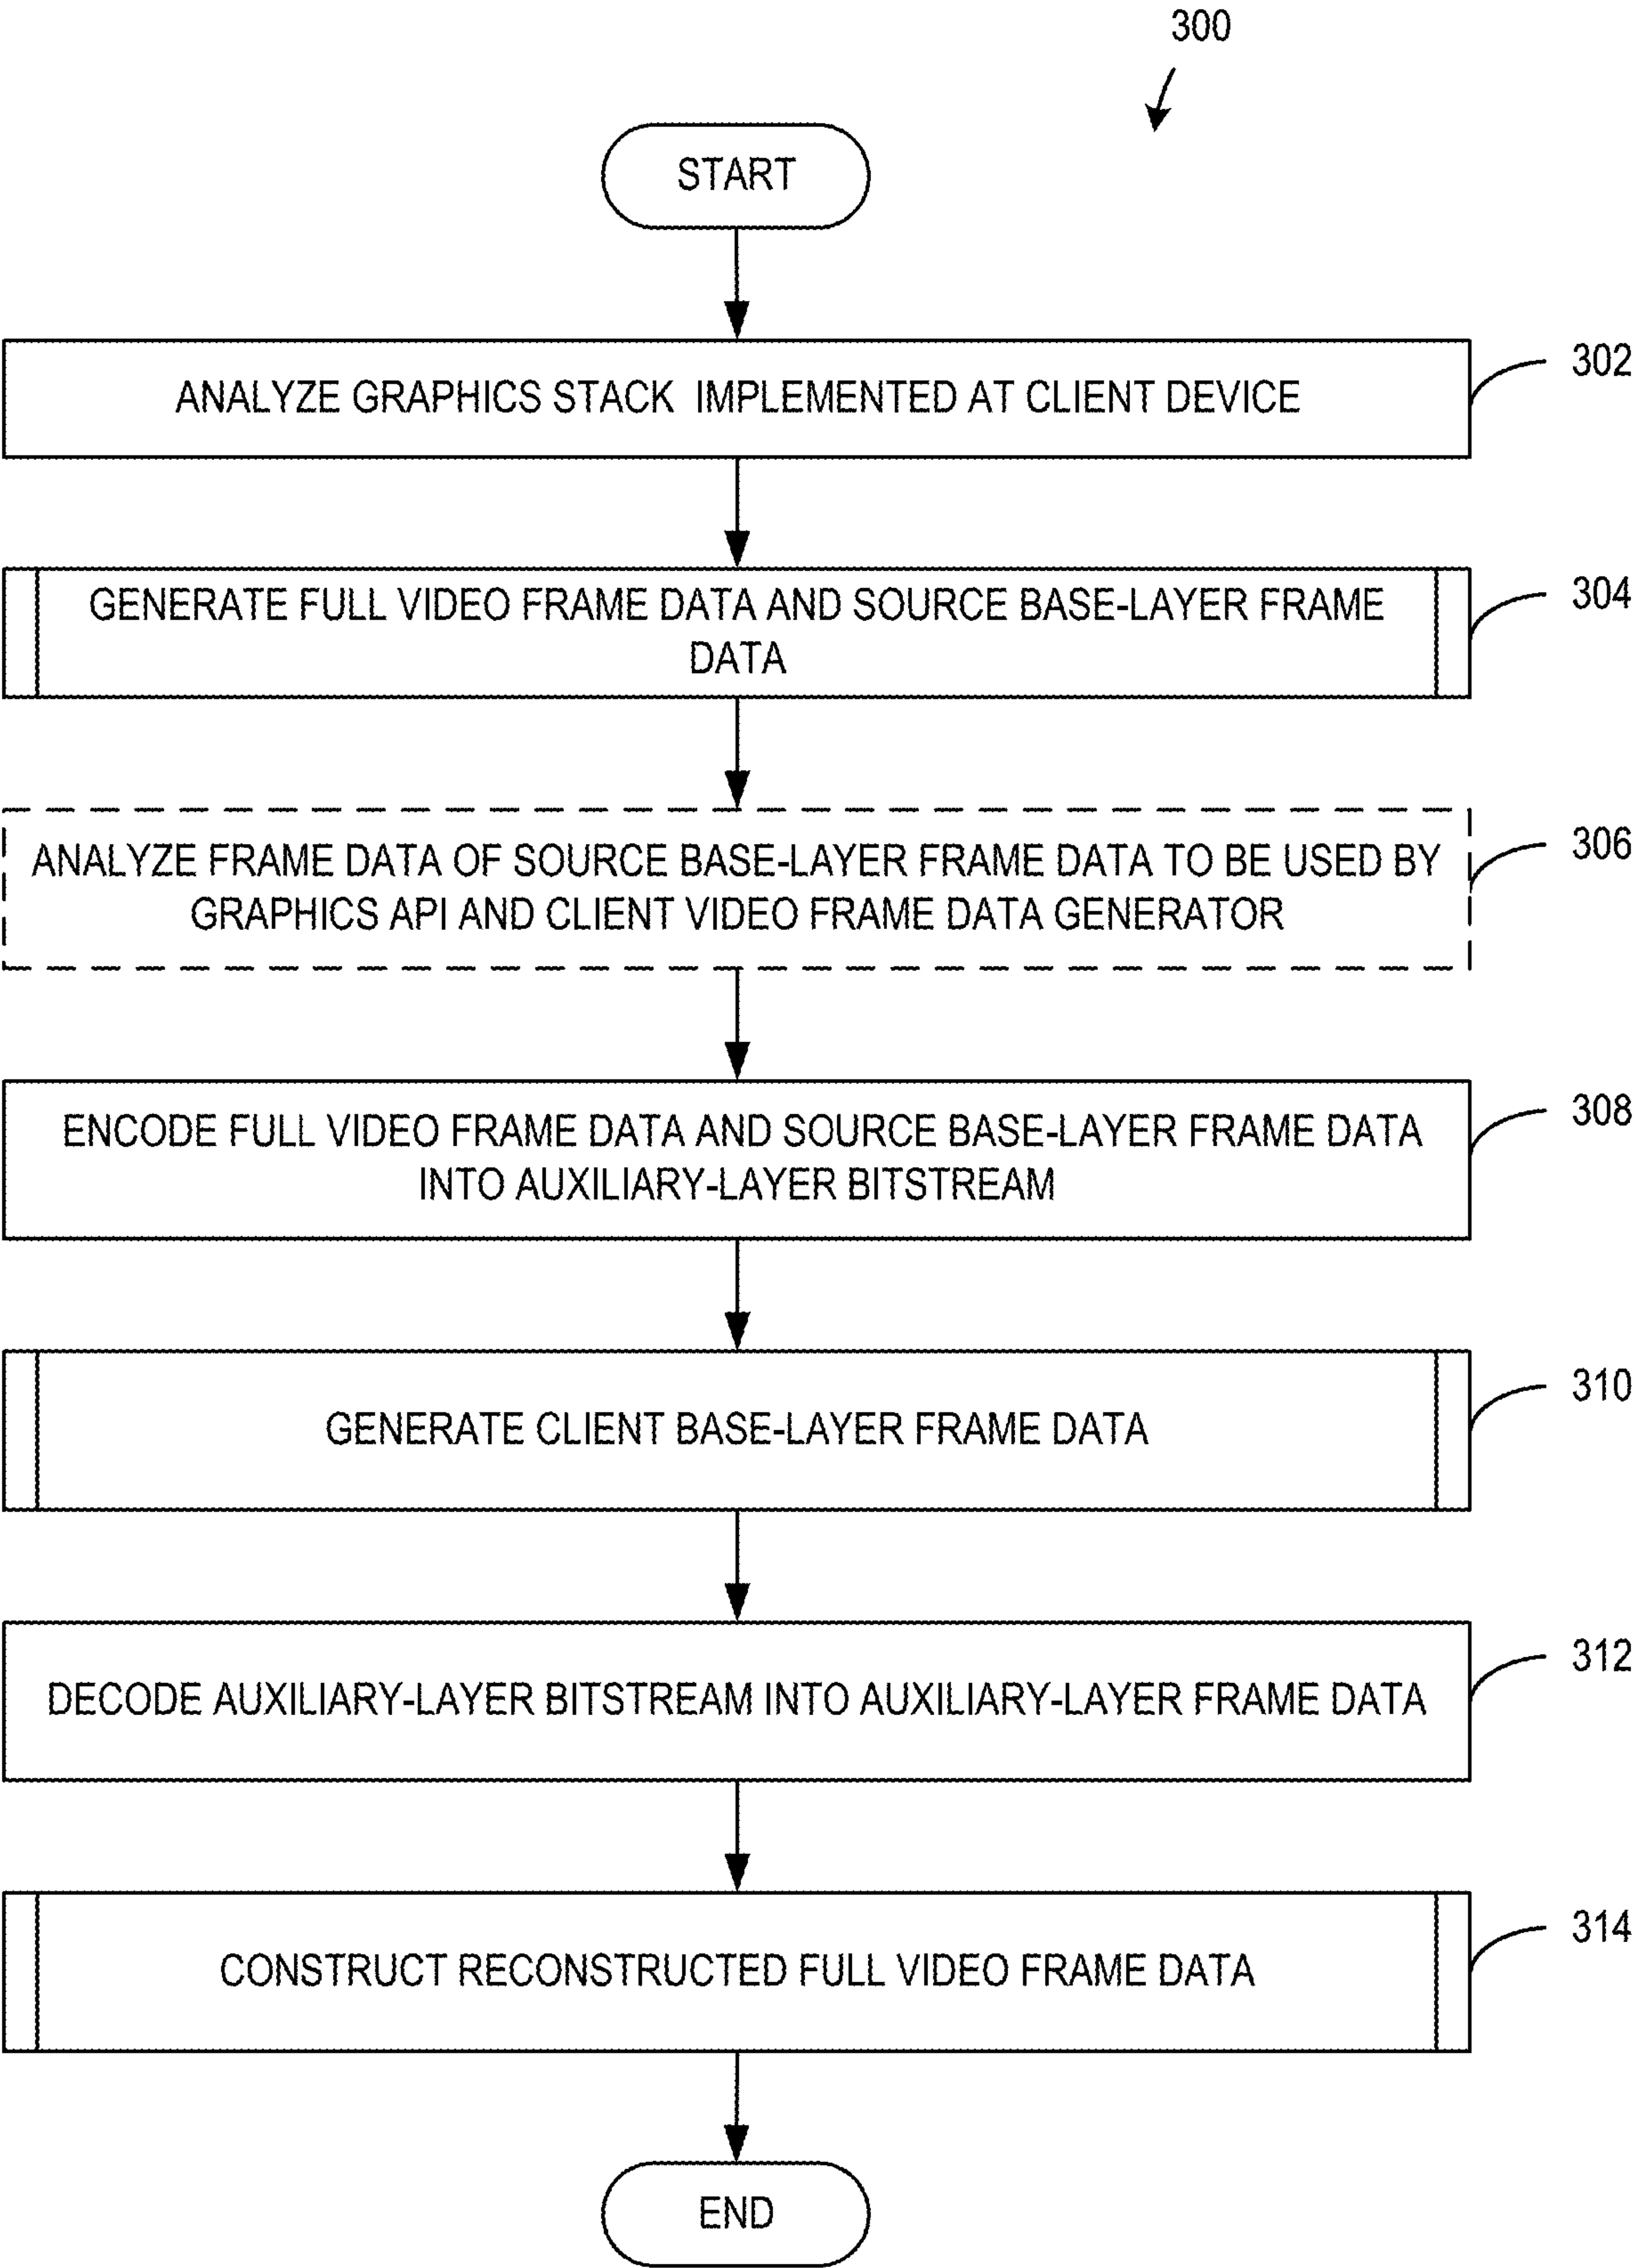 300
START
ANALYZE GRAPHICS STACK IMPLEMENTED AT CLIENT DEVICE
302
GENERATE FULL VIDEO FRAME DATA AND SOURCE BASE-LAYER FRAME
DATA
304
ANALYZE FRAME DATA OF SOURCE BASE-LAYER FRAME DATA TO BE USED BY
GRAPHICS API AND CLIENT VIDEO FRAME DATA GENERATOR
306
ENCODE FULL VIDEO FRAME DATA AND SOURCE BASE-LAYER FRAME DATA
INTO AUXILIARY-LAYER BITSTREAM
308
GENERATE CLIENT BASE-LAYER FRAME DATA
310
DECODE AUXILIARY-LAYER BITSTREAM INTO AUXILIARY-LAYER FRAME DATA
312
CONSTRUCT RECONSTRUCTED FULL VIDEO FRAME DATA
314
END